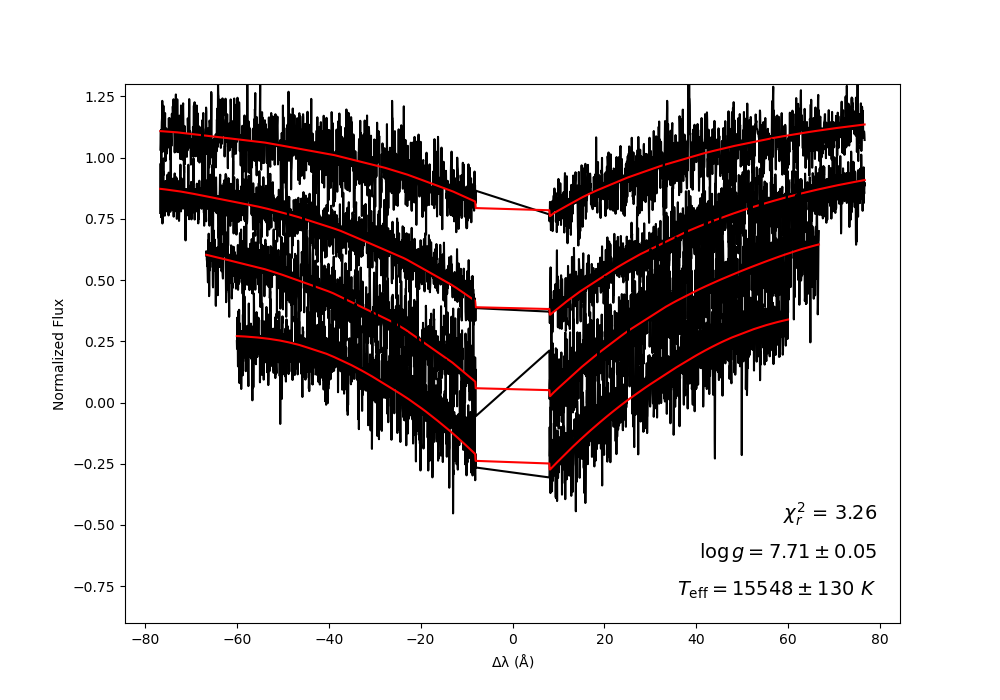 1.25
1.00
0.75
0.50
0.25
0.00
−0.25
−0.50
−0.75
Normalized Flux
−80 −60 −40 −20 0 20 40 60 80
Δλ (Å)
χ²ᵣ = 3.26
log g = 7.71 ± 0.05
T_eff = 15548 ± 130 K